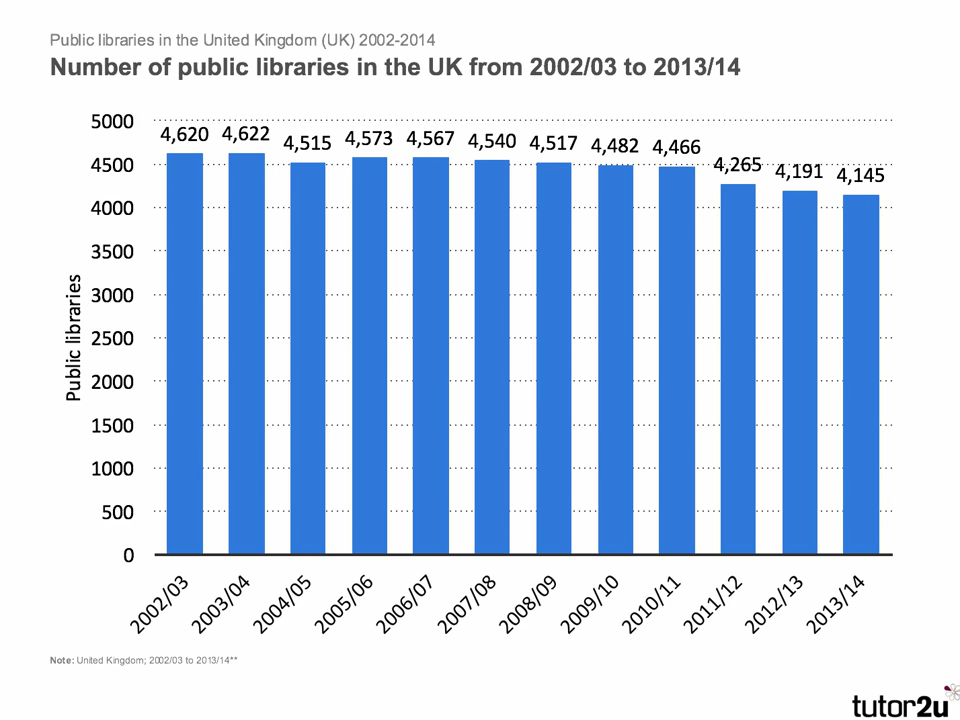 Public libraries in the United Kingdom (UK) 2002-2014
Number of public libraries in the UK from 2002/03 to 2013/14
Public libraries
5000
4500
4000
3500
3000
2500
2000
1500
1000
500
0
4,620 4,622 4,515 4,573 4,567 4,540 4,517 4,482 4,466 4,265 4,191 4,145
2002/03 2003/04 2004/05 2005/06 2006/07 2007/08 2008/09 2009/10 2010/11 2011/12 2012/13 2013/14
Note: United Kingdom; 2002/03 to 2013/14**
tutor2u